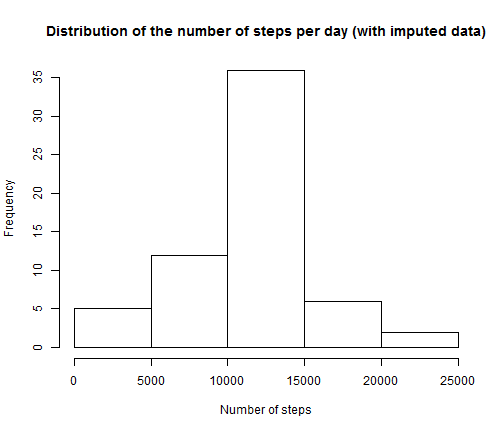 Distribution of the number of steps per day (with imputed data)
Frequency
35
30
25
20
15
10
5
0
0 5000 10000 15000 20000 25000
Number of steps